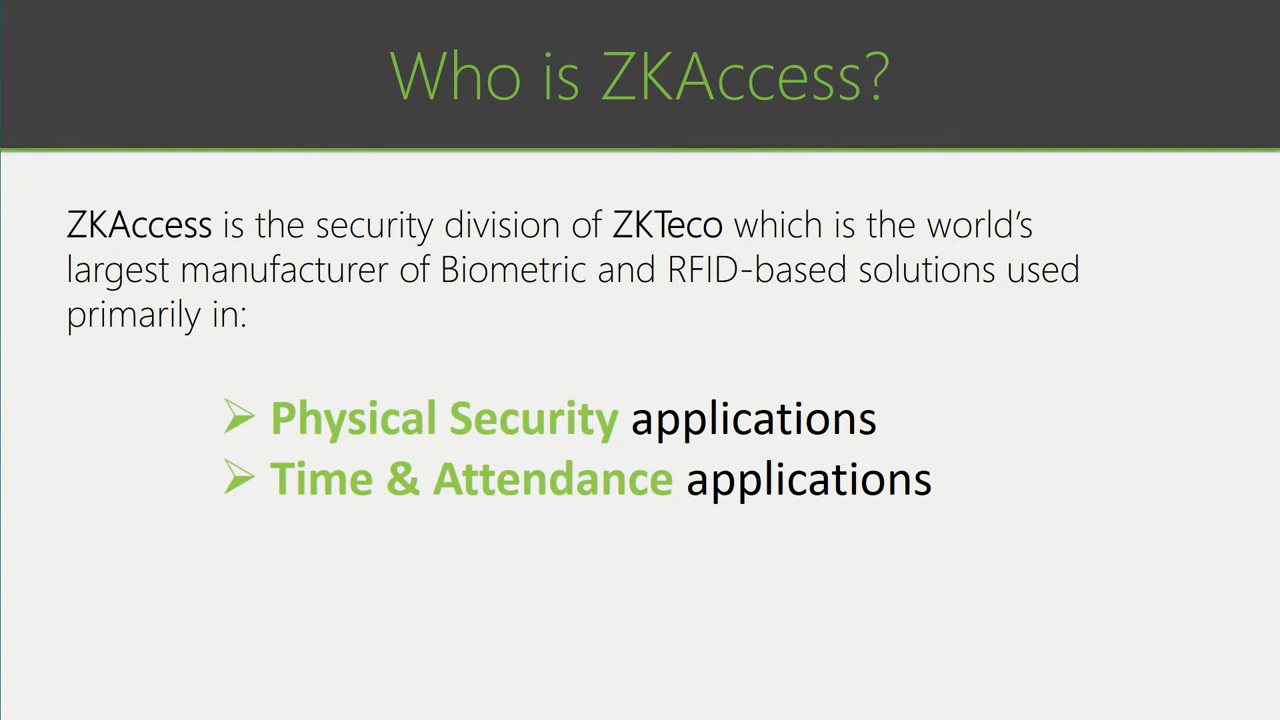 Who is ZKAccess?
ZKAccess is the security division of ZKTeco which is the world’s
largest manufacturer of Biometric and RFID-based solutions used
primarily in:
➢ Physical Security applications
➢ Time & Attendance applications